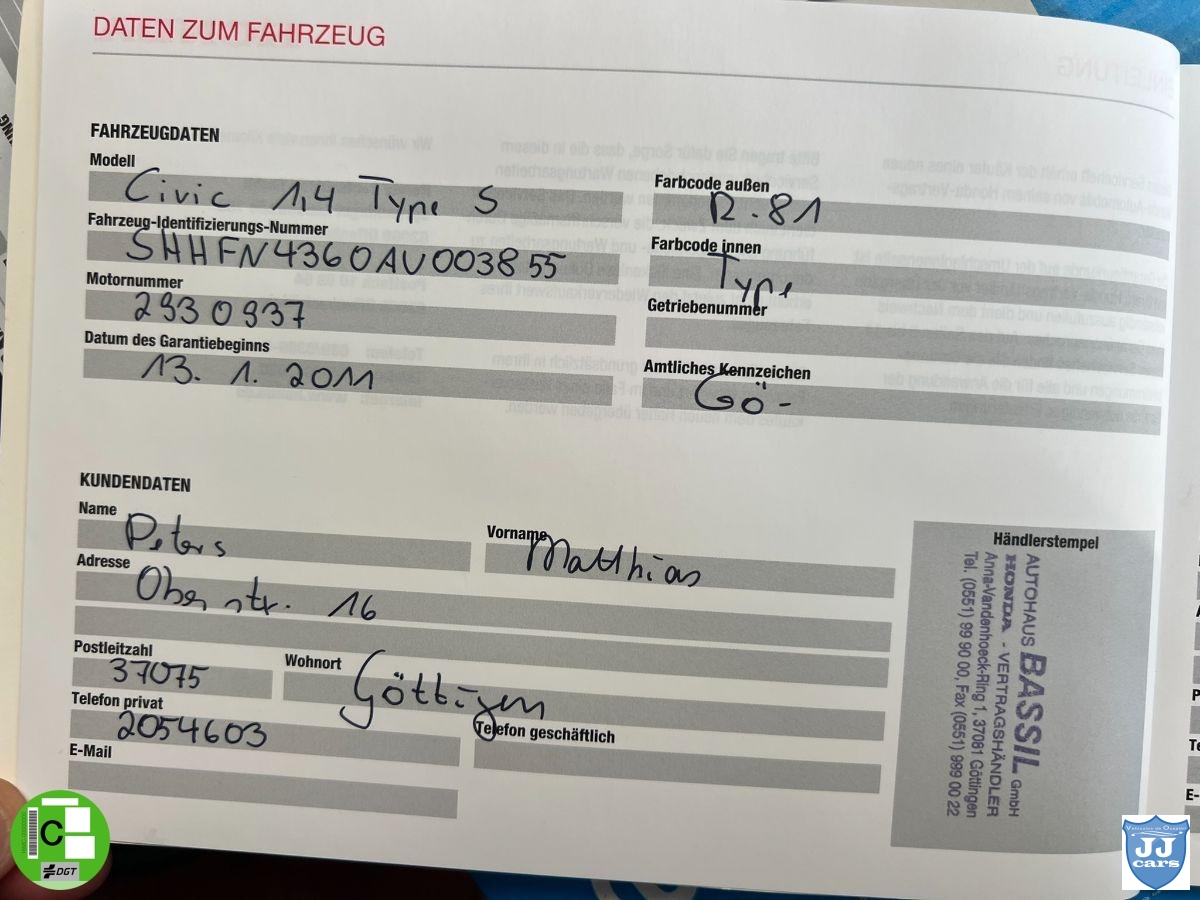 DATEN ZUM FAHRZEUG
FAHRZEUGDATEN
Modell
Civic 1,4 Type S
Fahrzeug-Identifizierungs-Nummer
SHHFN4360AU003855
Motornummer
2930937
Datum des Garantiebeginns
13. 1. 2011
Farbcode außen
R.81
Farbcode innen
Type
Getriebenummer
Amtliches Kennzeichen
GÖ-
KUNDENDATEN
Name
Peters
Vorname
Matthias
Adresse
Obere str. 16
Postleitzahl
37075
Wohnort
Göttingen
Telefon privat
2054603
Telefon geschäftlich
E-Mail
Händlerstempel
AUTOHAUS BASSIL GmbH
HONDA - VERTRAGSHÄNDLER
Anna-Vandenhoeck-Ring 1, 37081 Göttingen
Tel. (0551) 99 90 00, Fax (0551) 999 00 22
C
DGT
JJ
cars